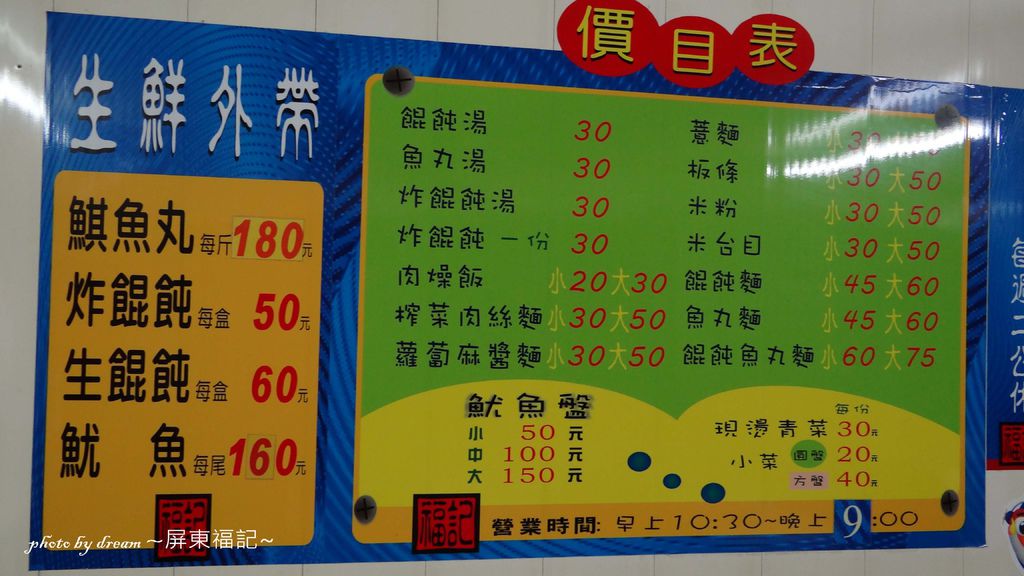 價目表
生鮮外帶
鯕魚丸 每斤 180元
炸餛飩 每盒 50元
生餛飩 每盒 60元
魷 魚 每尾 160元
福記
餛飩湯 30
魚丸湯 30
炸餛飩湯 30
炸餛飩 一份 30
肉燥飯 小20 大30
榨菜肉絲麵 小30 大50
蘿蔔麻醬麵 小30 大50
薏麵 小30
板條 小30 大50
米粉 小30 大50
米台目 小30 大50
餛飩麵 小45 大60
魚丸麵 小45 大60
餛飩魚丸麵 小60 大75
魷魚盤
小 50 元
中 100 元
大 150 元
每份
現燙青菜 30元
小菜 圓盤 20元
方盤 40元
福記 營業時間: 早上10:30~晚上9:00
每週二公休
福
photo by dream ~屏東福記~